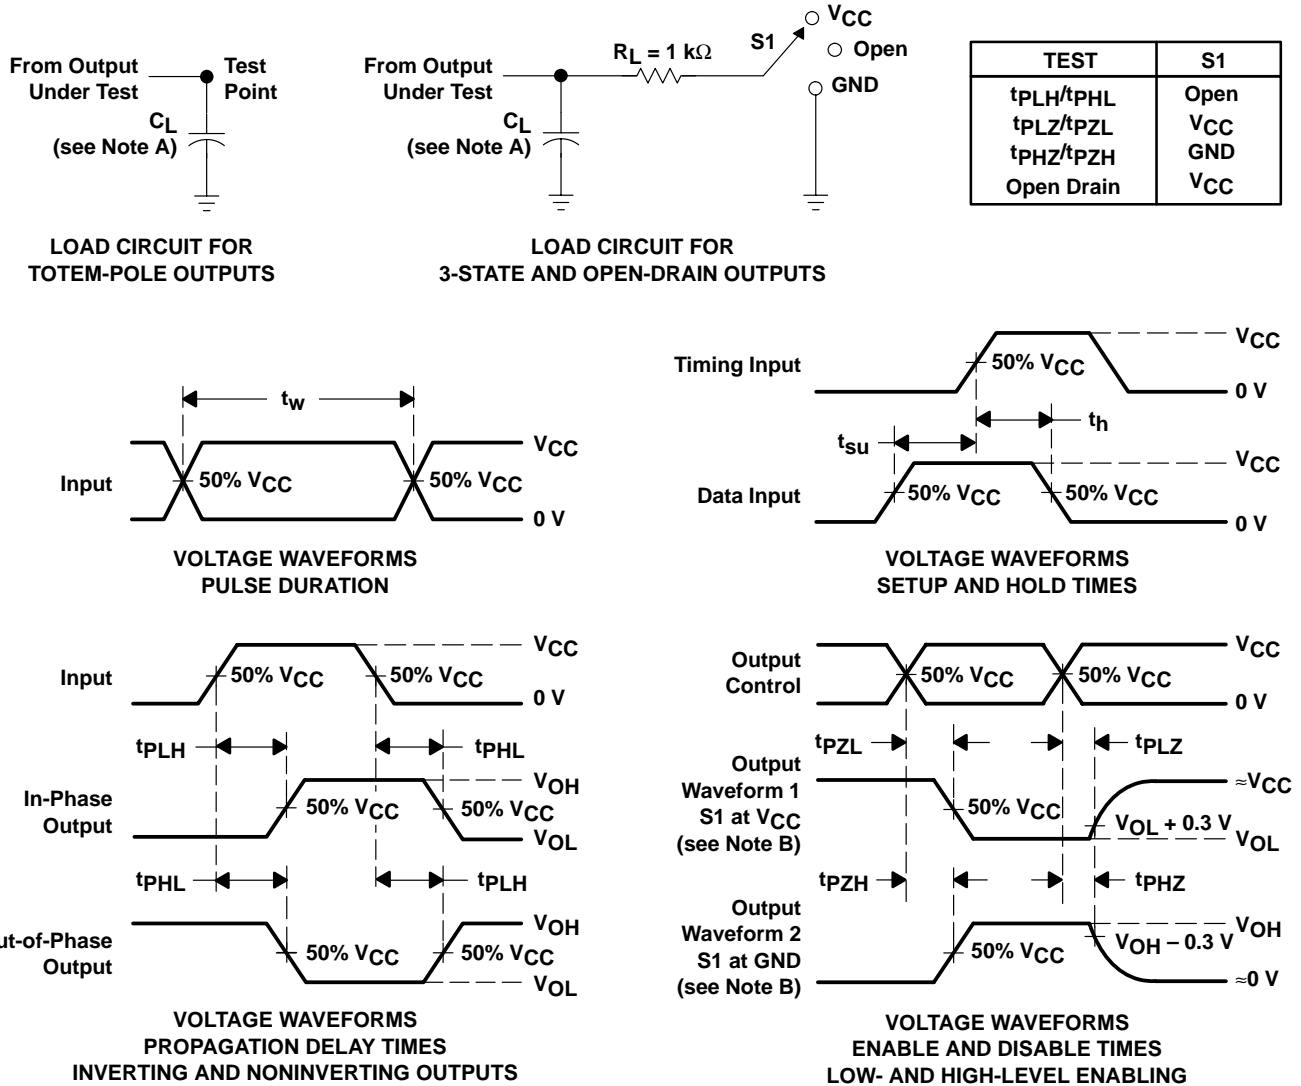 From Output
Under Test
Test
Point
CL
(see Note A)
LOAD CIRCUIT FOR
TOTEM-POLE OUTPUTS
From Output
Under Test
CL
(see Note A)
RL = 1 kΩ
S1
VCC
Open
GND
LOAD CIRCUIT FOR
3-STATE AND OPEN-DRAIN OUTPUTS
TEST S1
tPLH/tPHL Open
tPLZ/tPZL VCC
tPHZ/tPZH GND
Open Drain VCC
tw
Input
50% VCC
50% VCC
VCC
0 V
VOLTAGE WAVEFORMS
PULSE DURATION
Timing Input
50% VCC
VCC
0 V
th
tsu
Data Input
50% VCC
50% VCC
VCC
0 V
VOLTAGE WAVEFORMS
SETUP AND HOLD TIMES
Input
50% VCC
50% VCC
VCC
0 V
tPLH
tPHL
In-Phase
Output
50% VCC
50% VCC
VOH
VOL
tPHL
tPLH
ut-of-Phase
Output
50% VCC
50% VCC
VOH
VOL
VOLTAGE WAVEFORMS
PROPAGATION DELAY TIMES
INVERTING AND NONINVERTING OUTPUTS
Output
Control
50% VCC
50% VCC
VCC
0 V
tPZL
tPLZ
Output
Waveform 1
S1 at VCC
(see Note B)
50% VCC
VOL + 0.3 V
≈VCC
VOL
tPZH
tPHZ
Output
Waveform 2
S1 at GND
(see Note B)
50% VCC
VOH − 0.3 V
VOH
≈0 V
VOLTAGE WAVEFORMS
ENABLE AND DISABLE TIMES
LOW- AND HIGH-LEVEL ENABLING